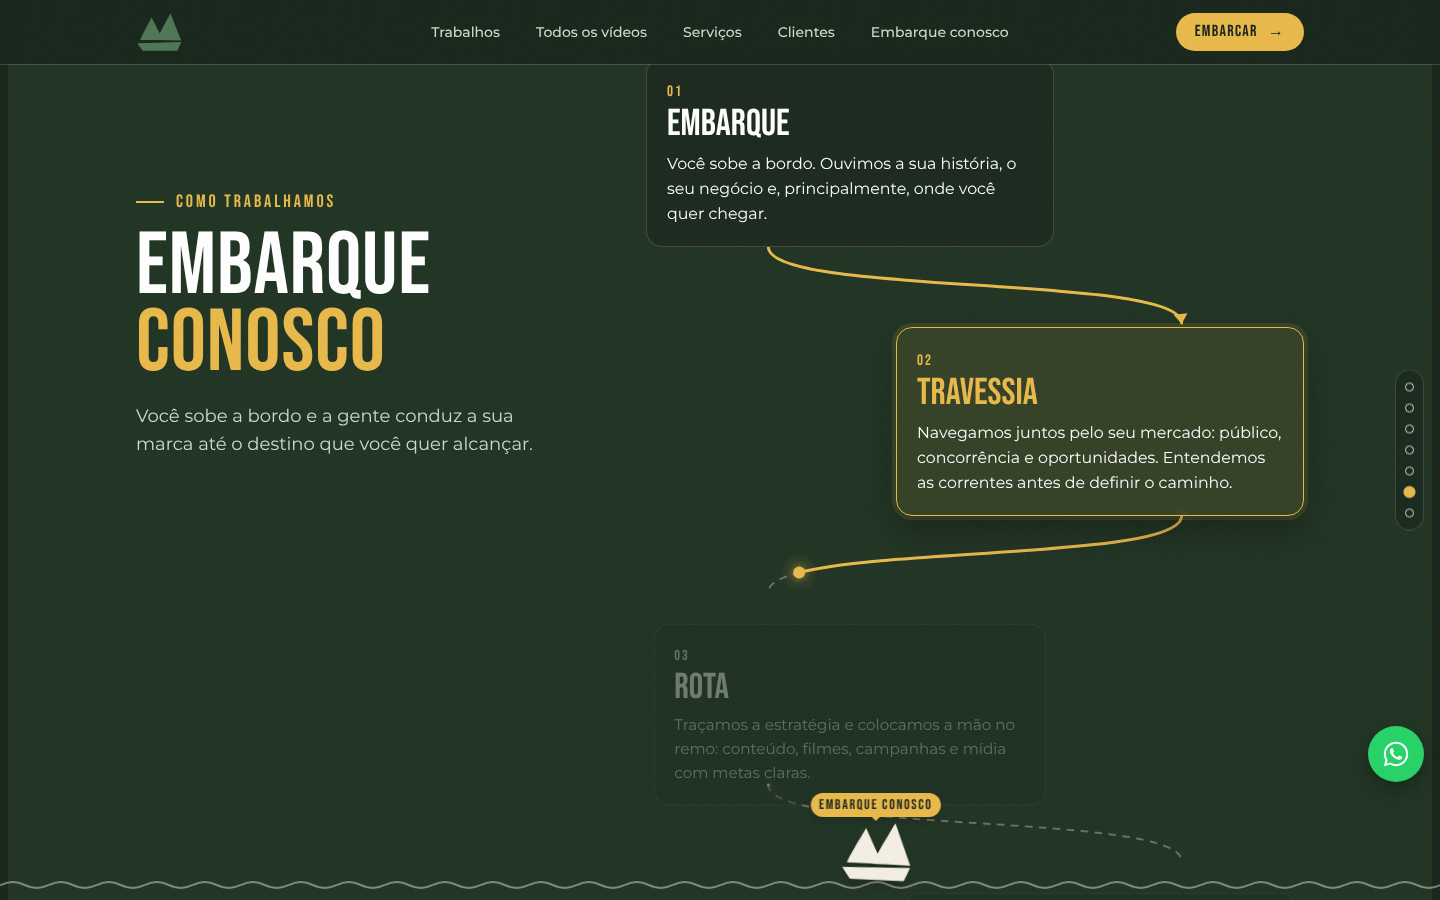 Trabalhos
Todos os vídeos
Serviços
Clientes
Embarque conosco
EMBARCAR →
COMO TRABALHAMOS
EMBARQUE
CONOSCO
Você sobe a bordo e a gente conduz a sua
marca até o destino que você quer alcançar.
01
EMBARQUE
Você sobe a bordo. Ouvimos a sua história, o
seu negócio e, principalmente, onde você
quer chegar.
02
TRAVESSIA
Navegamos juntos pelo seu mercado: público,
concorrência e oportunidades. Entendemos
as correntes antes de definir o caminho.
03
ROTA
Traçamos a estratégia e colocamos a mão no
remo: conteúdo, filmes, campanhas e mídia
com metas claras.
EMBARQUE CONOSCO